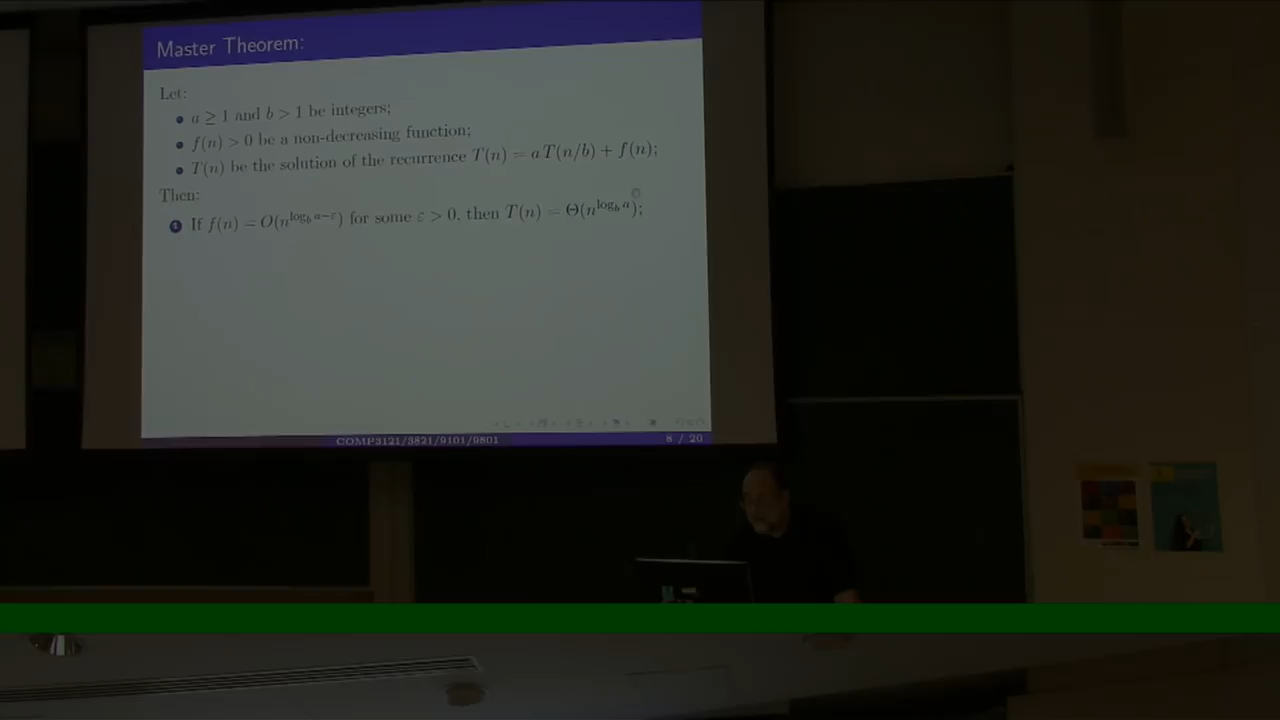 Master Theorem:
Let:
a ≥ 1 and b > 1 be integers;
f(n) > 0 be a non-decreasing function;
T(n) be the solution of the recurrence T(n) = a T(n/b) + f(n);
Then:
1 If f(n) = O(n^{log_b a−ε}) for some ε > 0, then T(n) = Θ(n^{log_b a});
COMP3121/3821/9101/9801 8 / 20